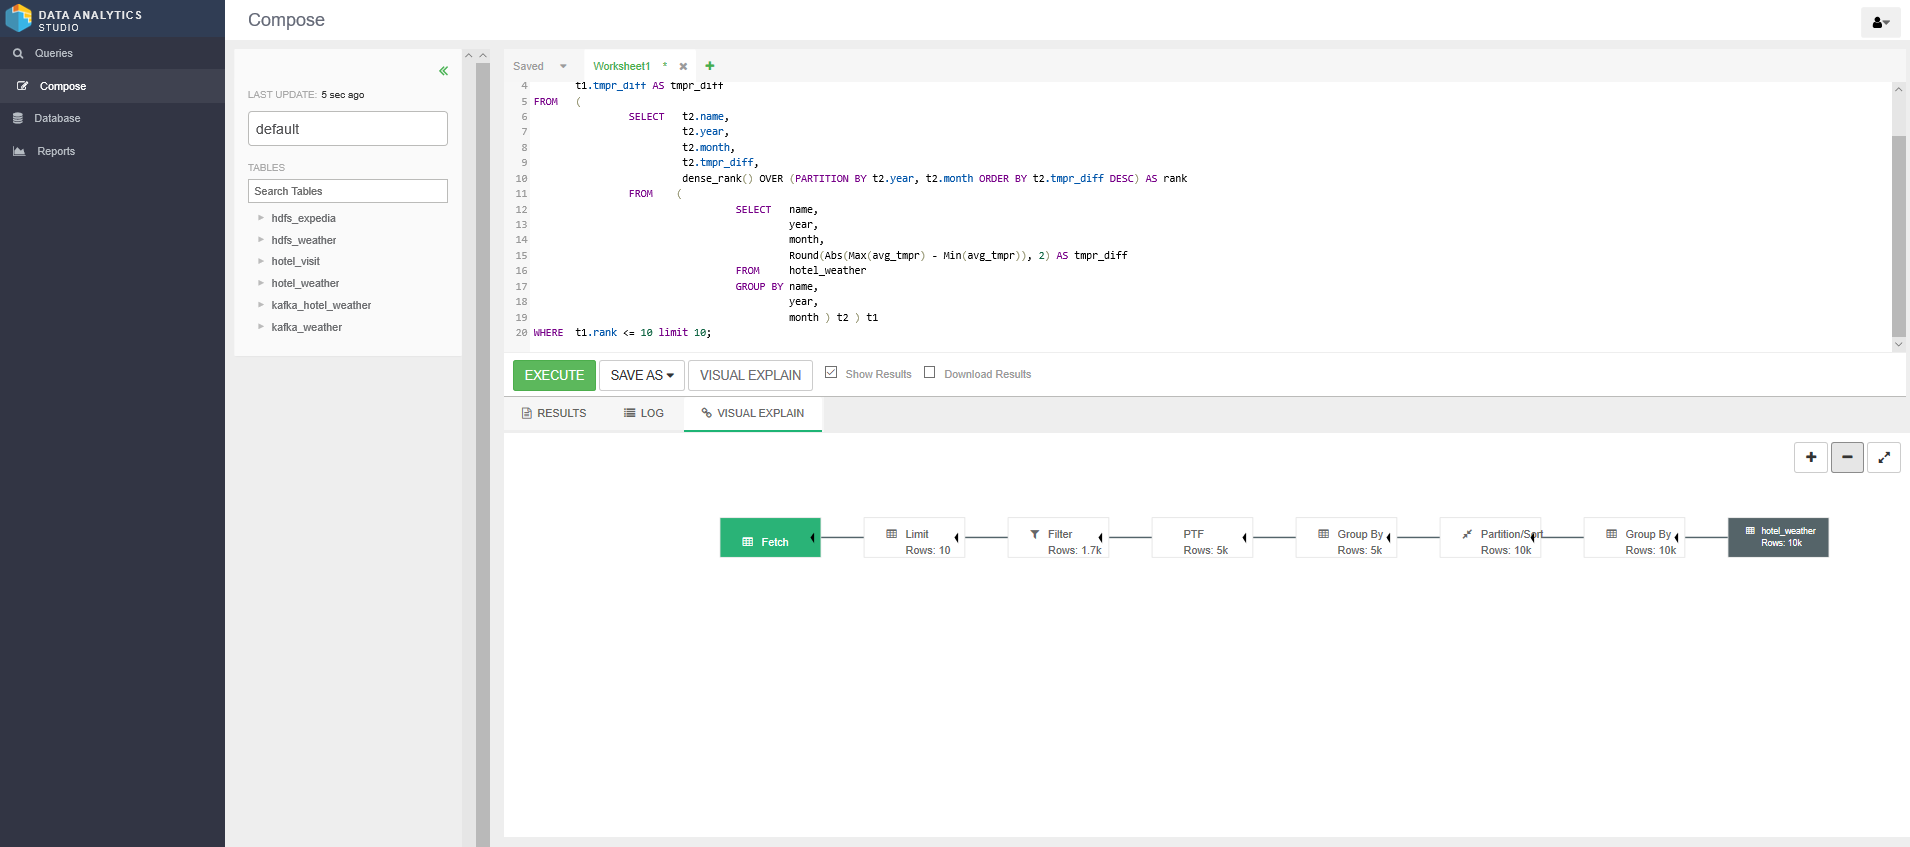 DATA ANALYTICS
STUDIO
Queries
Compose
Database
Reports
Compose
LAST UPDATE: 5 sec ago
default
TABLES
Search Tables
hdfs_expedia
hdfs_weather
hotel_visit
hotel_weather
kafka_hotel_weather
kafka_weather
Saved
Worksheet1 *
4 t1.tmpr_diff AS tmpr_diff
5 FROM (
6 SELECT t2.name,
7 t2.year,
8 t2.month,
9 t2.tmpr_diff,
10 dense_rank() OVER (PARTITION BY t2.year, t2.month ORDER BY t2.tmpr_diff DESC) AS rank
11 FROM (
12 SELECT name,
13 year,
14 month,
15 Round(Abs(Max(avg_tmpr) - Min(avg_tmpr)), 2) AS tmpr_diff
16 FROM hotel_weather
17 GROUP BY name,
18 year,
19 month ) t2 ) t1
20 WHERE t1.rank <= 10 limit 10;
EXECUTE
SAVE AS
VISUAL EXPLAIN
Show Results
Download Results
RESULTS
LOG
VISUAL EXPLAIN
Fetch
Limit
Rows: 10
Filter
Rows: 1.7k
PTF
Rows: 5k
Group By
Rows: 5k
Partition/Sort
Rows: 10k
Group By
Rows: 10k
hotel_weather
Rows: 10k